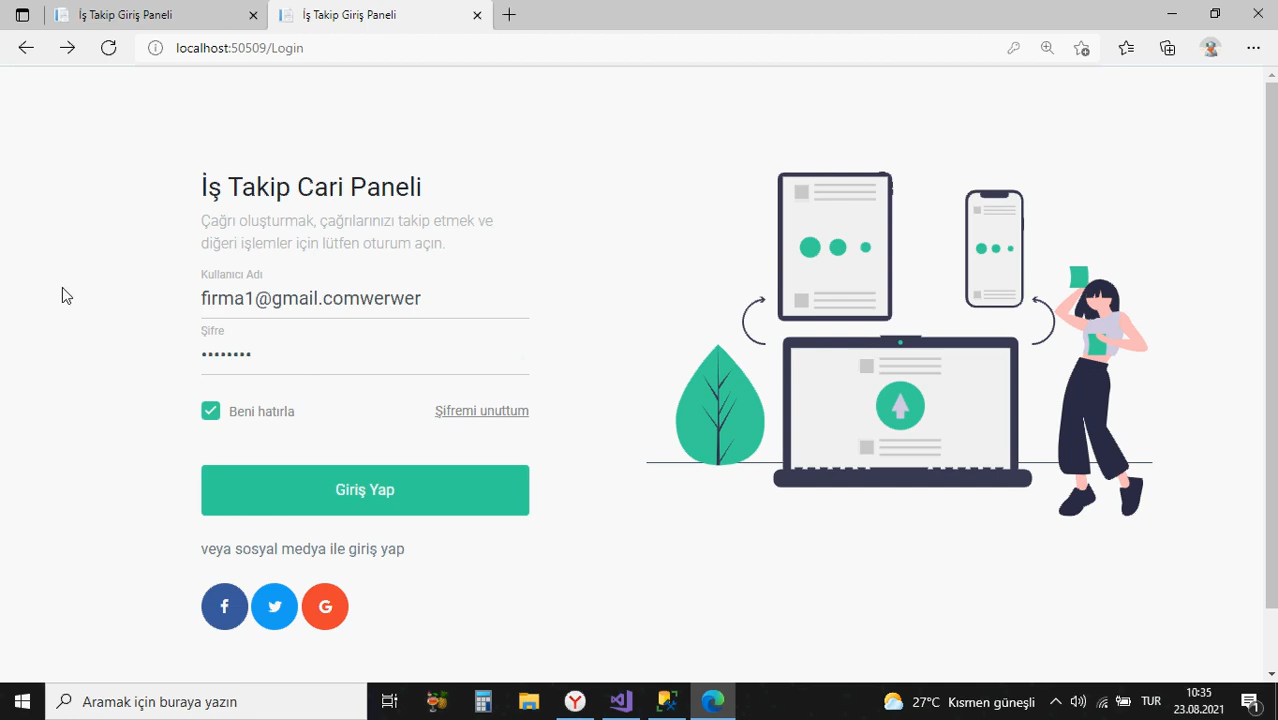 İş Takip Giriş Paneli
İş Takip Giriş Paneli
localhost:50509/Login
İş Takip Cari Paneli
Çağrı oluşturmak, çağrılarınızı takip etmek ve
diğeri işlemler için lütfen oturum açın.
Kullanıcı Adı
firma1@gmail.comwerwer
Şifre
••••••••
Beni hatırla
Şifremi unuttum
Giriş Yap
veya sosyal medya ile giriş yap
Aramak için buraya yazın
27°C Kısmen güneşli
TUR
10:35
23.08.2021
1